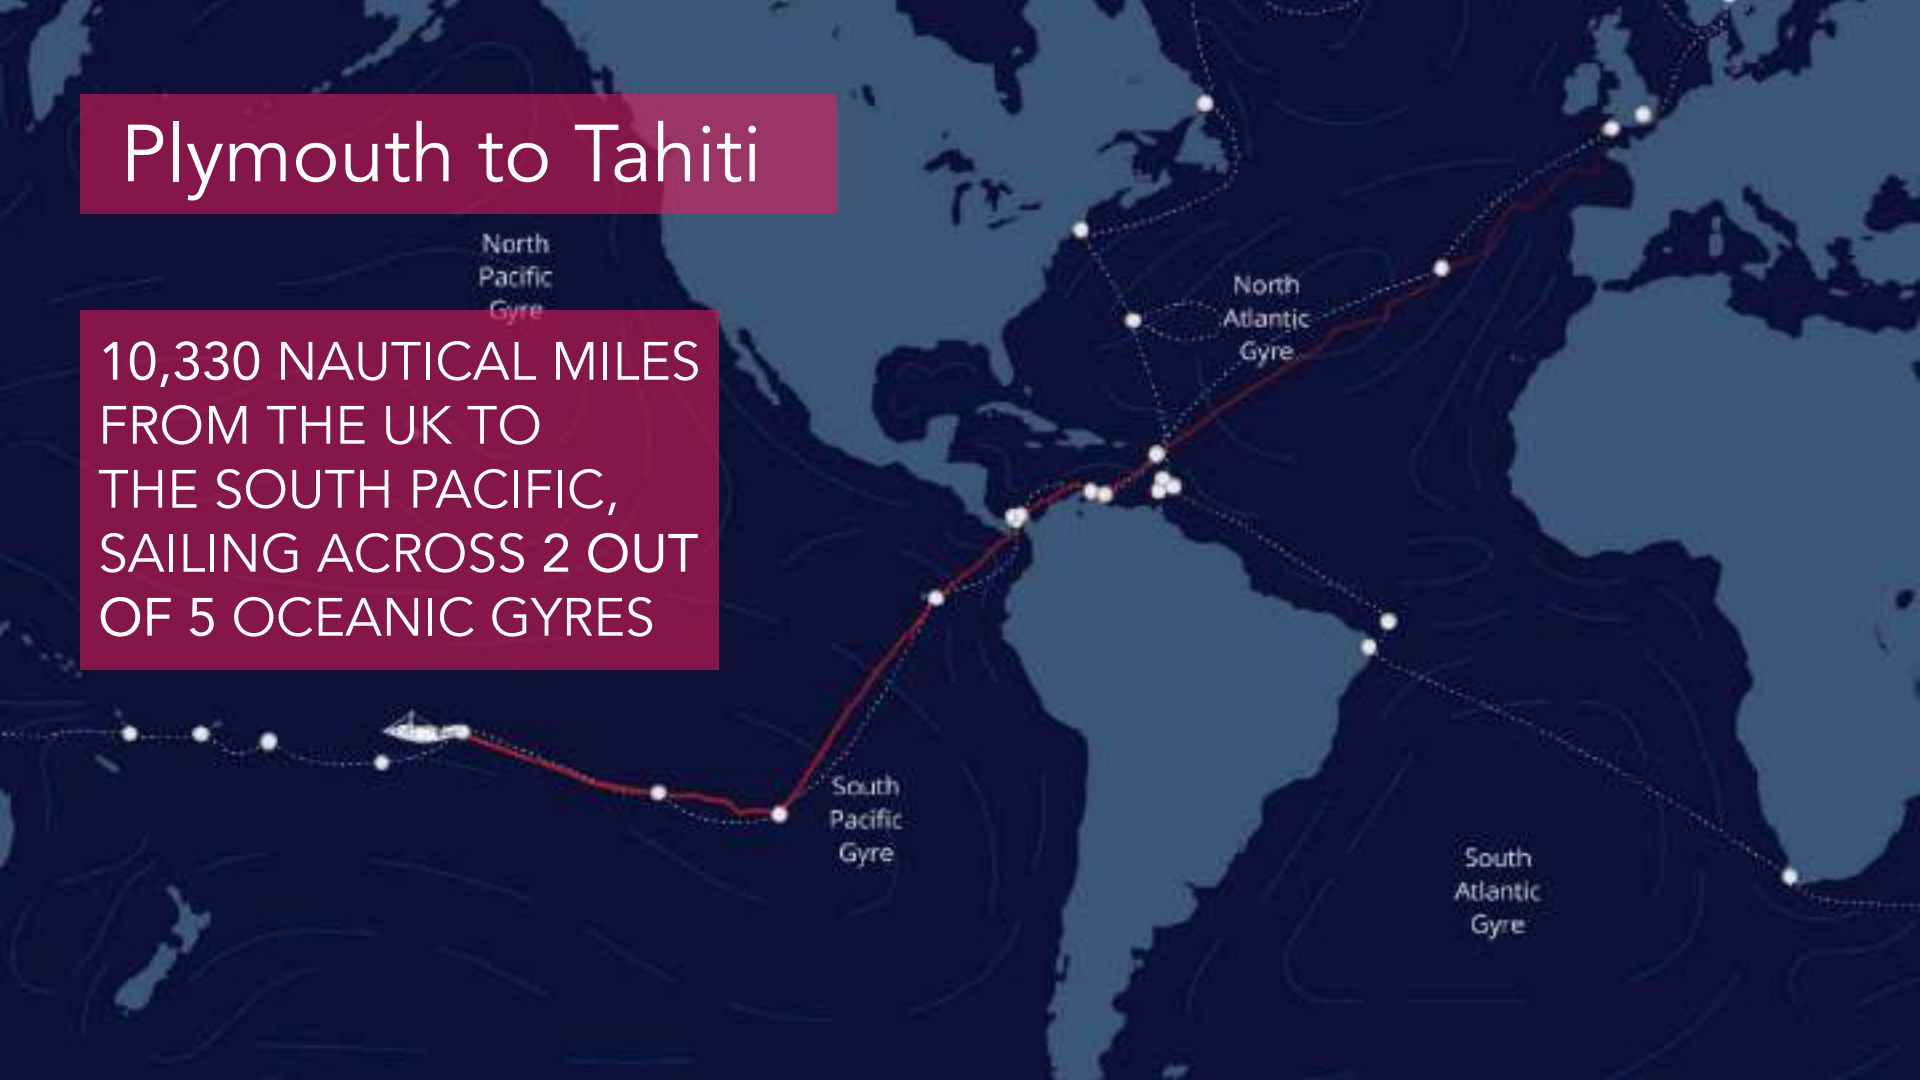 Plymouth to Tahiti
North
Pacific
Gyre
10,330 NAUTICAL MILES
FROM THE UK TO
THE SOUTH PACIFIC,
SAILING ACROSS 2 OUT
OF 5 OCEANIC GYRES
North
Atlantic
Gyre
South
Pacific
Gyre
South
Atlantic
Gyre